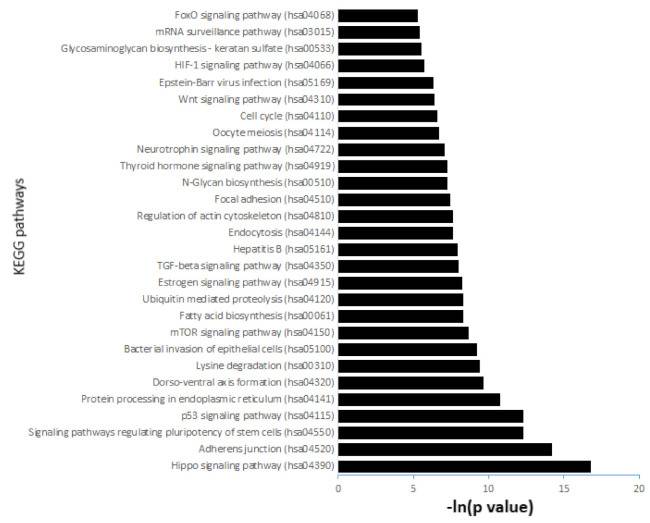 FoxO signaling pathway (hsa04068)
mRNA surveillance pathway (hsa03015)
Glycosaminoglycan biosynthesis - keratan sulfate (hsa00533)
HIF-1 signaling pathway (hsa04066)
Epstein-Barr virus infection (hsa05169)
Wnt signaling pathway (hsa04310)
Cell cycle (hsa04110)
Oocyte meiosis (hsa04114)
Neurotrophin signaling pathway (hsa04722)
Thyroid hormone signaling pathway (hsa04919)
N-Glycan biosynthesis (hsa00510)
Focal adhesion (hsa04510)
Regulation of actin cytoskeleton (hsa04810)
Endocytosis (hsa04144)
Hepatitis B (hsa05161)
TGF-beta signaling pathway (hsa04350)
Estrogen signaling pathway (hsa04915)
Ubiquitin mediated proteolysis (hsa04120)
Fatty acid biosynthesis (hsa00061)
mTOR signaling pathway (hsa04150)
Bacterial invasion of epithelial cells (hsa05100)
Lysine degradation (hsa00310)
Dorso-ventral axis formation (hsa04320)
Protein processing in endoplasmic reticulum (hsa04141)
p53 signaling pathway (hsa04115)
Signaling pathways regulating pluripotency of stem cells (hsa04550)
Adherens junction (hsa04520)
Hippo signaling pathway (hsa04390)
KEGG pathways
0 5 10 15 20
-ln(p value)